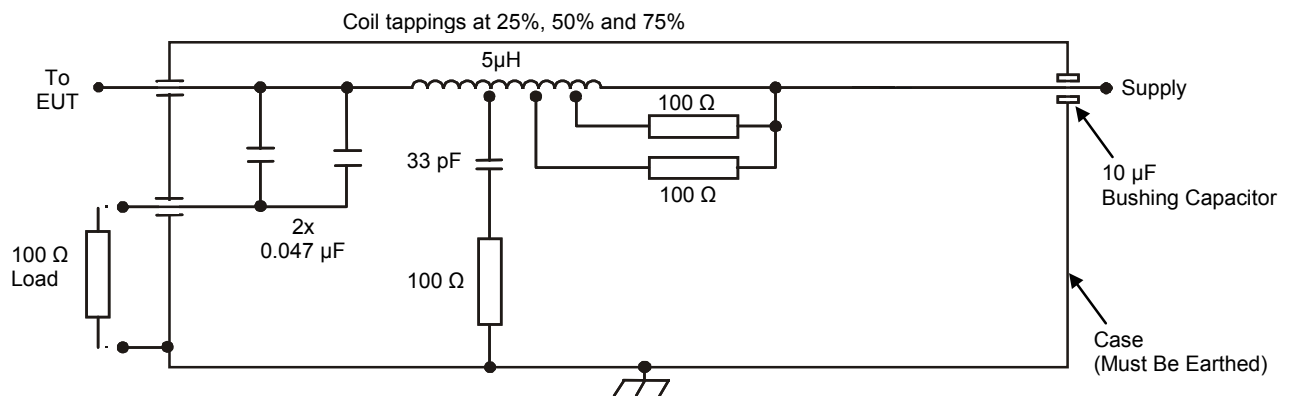 Coil tappings at 25%, 50% and 75%
5µH
To
EUT
100 Ω
Supply
33 pF
100 Ω
10 µF
Bushing Capacitor
2x
0.047 µF
100 Ω
Load
100 Ω
Case
(Must Be Earthed)